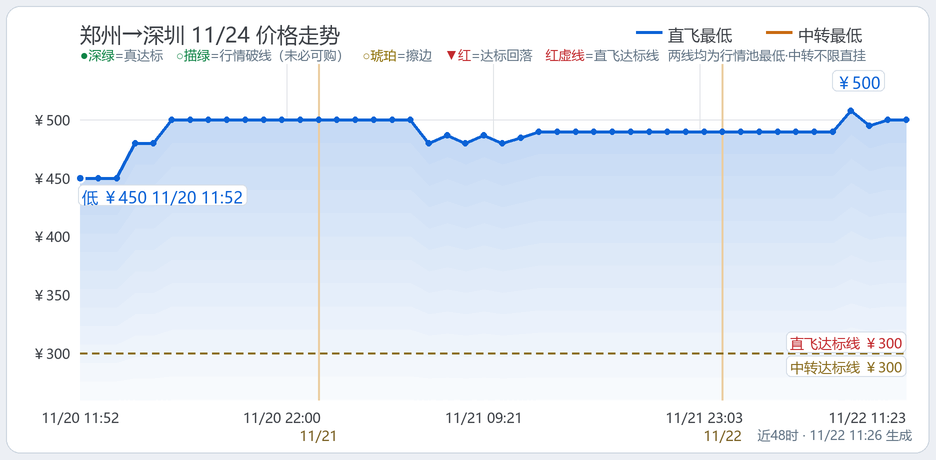 郑州→深圳 11/24 价格走势
直飞最低 中转最低
●深绿=真达标 ○描绿=行情破线（未必可购） ○琥珀=擦边 ▼红=达标回落 红虚线=直飞达标线 两线均为行情池最低·中转不限直挂
￥500
￥500
￥450
低 ￥450 11/20 11:52
￥400
￥350
￥300
直飞达标线 ￥300
中转达标线 ￥300
11/20 11:52 11/20 22:00 11/21 09:21 11/21 23:03 11/22 11:23
11/21 11/22 近48时 · 11/22 11:26 生成